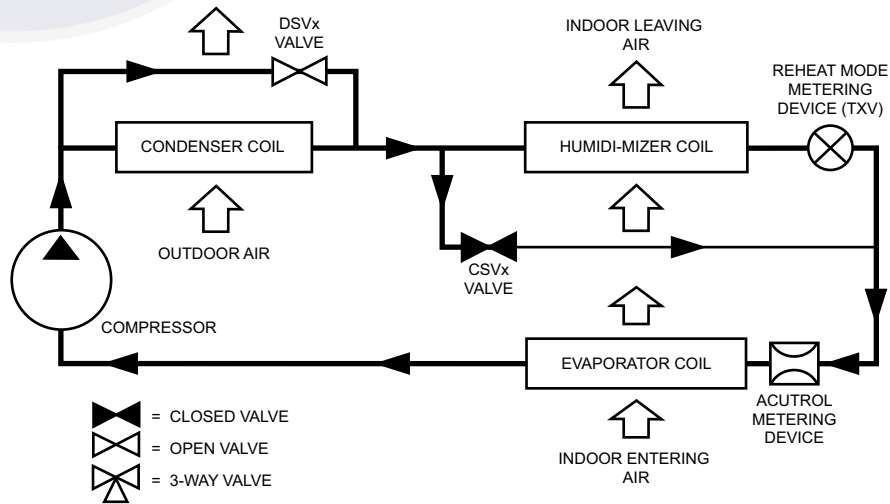 DSVx
VALVE
INDOOR LEAVING
AIR
REHEAT MODE
METERING
DEVICE (TXV)
CONDENSER COIL
HUMIDI-MIZER COIL
OUTDOOR AIR
CSVx
VALVE
COMPRESSOR
EVAPORATOR COIL
ACUTROL
METERING
DEVICE
INDOOR ENTERING
AIR
= CLOSED VALVE
= OPEN VALVE
= 3-WAY VALVE